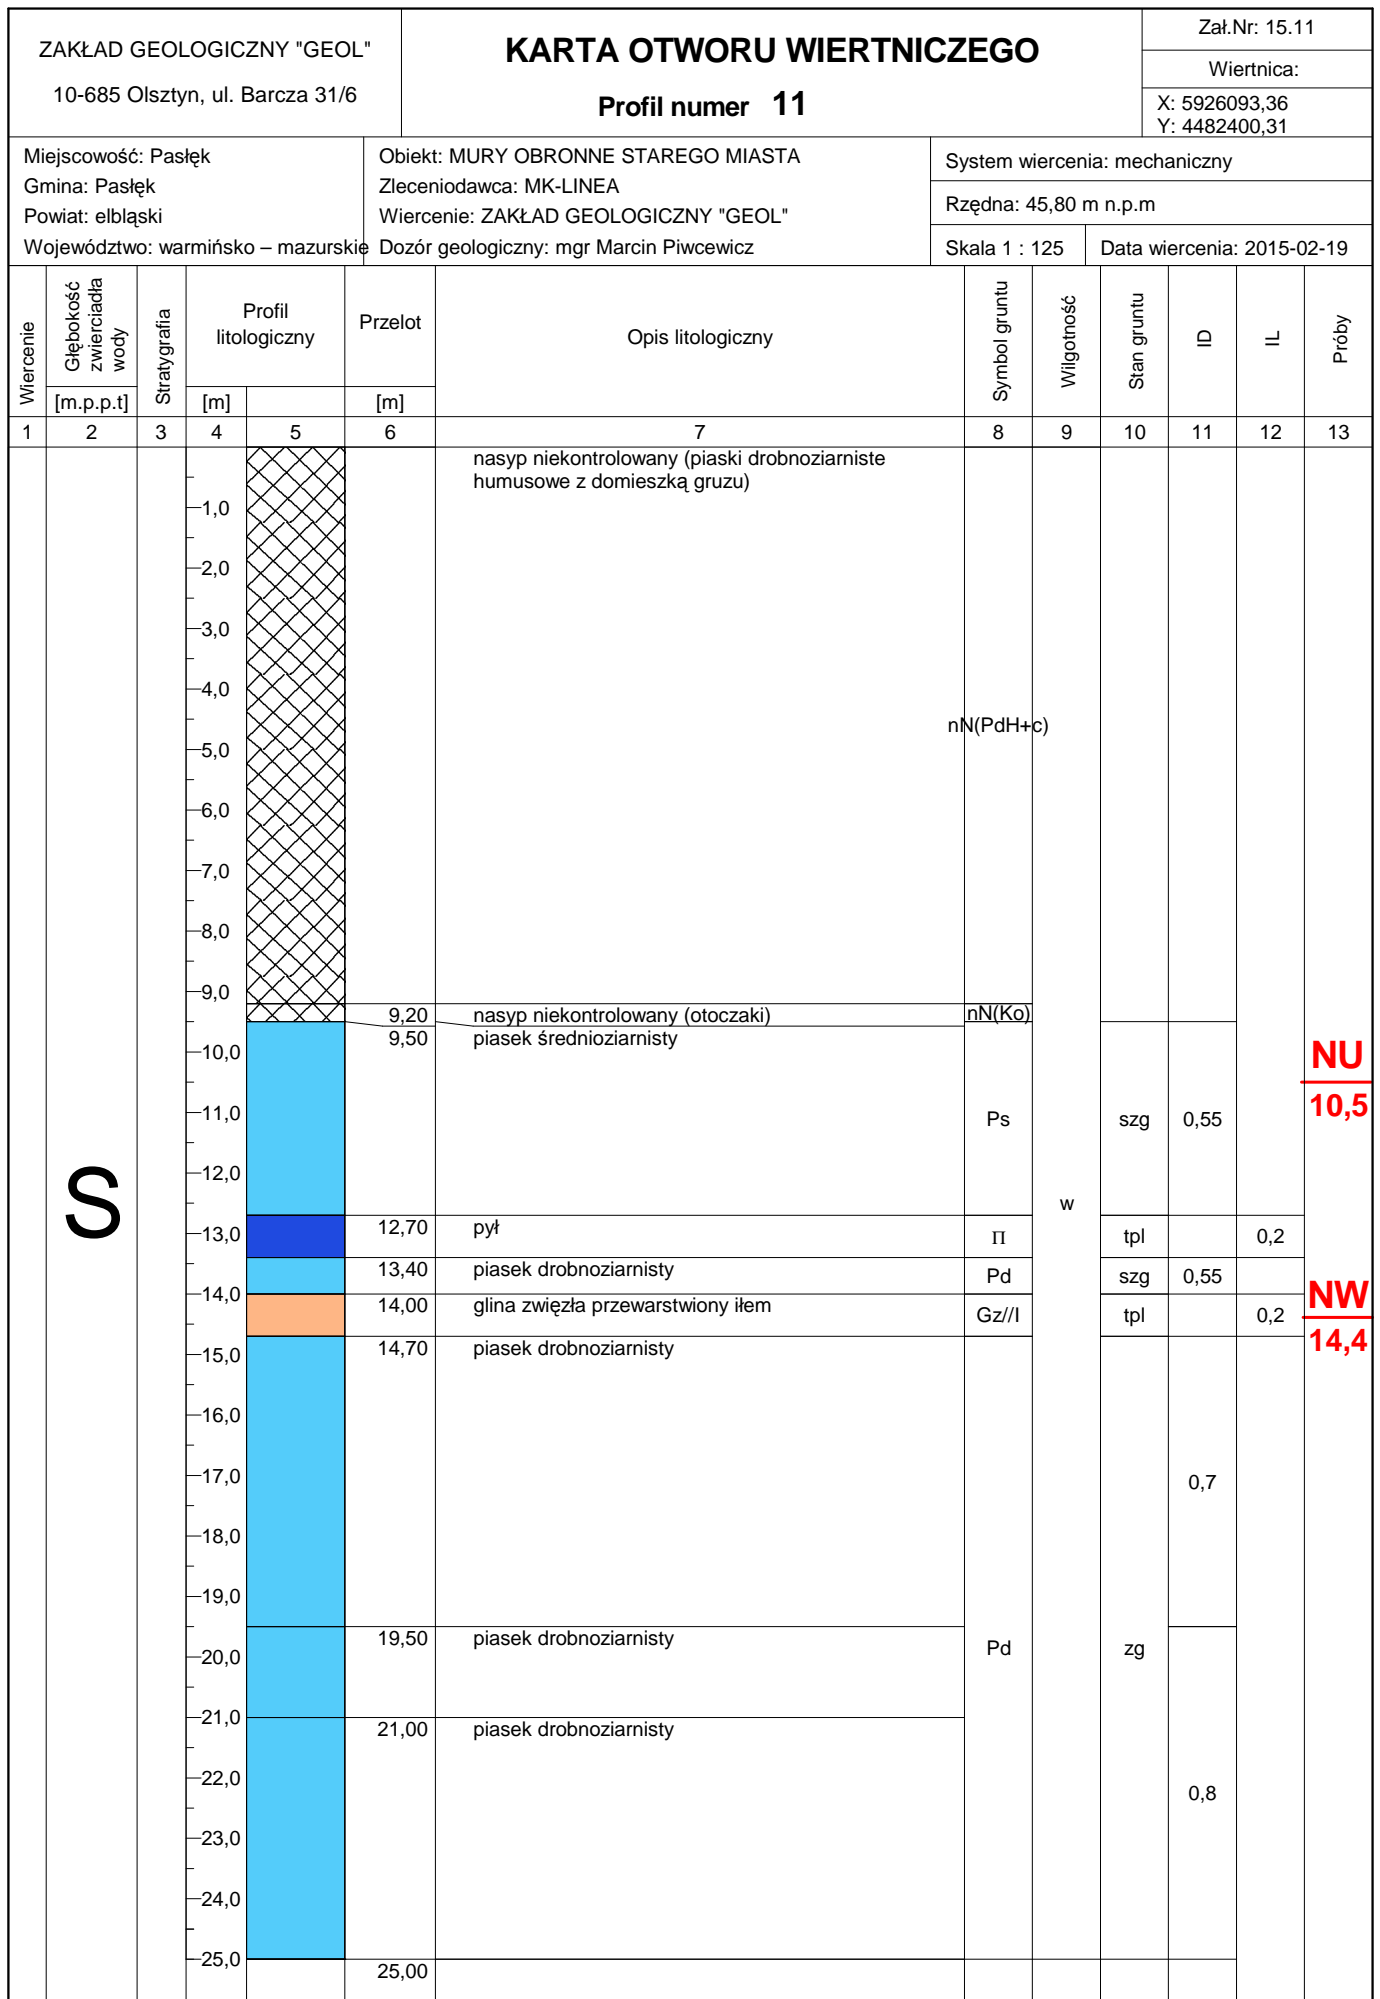 ZAKŁAD GEOLOGICZNY "GEOL"
10-685 Olsztyn, ul. Barcza 31/6
KARTA OTWORU WIERTNICZEGO
Profil numer 11
Zał.Nr: 15.11
Wiertnica:
X: 5926093,36
Y: 4482400,31
Miejscowość: Pasłęk
Gmina: Pasłęk
Powiat: elbląski
Województwo: warmińsko – mazurskie
Obiekt: MURY OBRONNE STAREGO MIASTA
Zleceniodawca: MK-LINEA
Wiercenie: ZAKŁAD GEOLOGICZNY "GEOL"
Dozór geologiczny: mgr Marcin Piwcewicz
System wiercenia: mechaniczny
Rzędna: 45,80 m n.p.m
Skala 1 : 125
Data wiercenia: 2015-02-19
Wiercenie
Głębokość
zwierciadła
wody
[m.p.p.t]
Stratygrafia
Profil
litologiczny
[m]
Przelot
[m]
Opis litologiczny
Symbol gruntu
Wilgotność
Stan gruntu
ID
IL
Próby
1 2 3 4 5 6 7 8 9 10 11 12 13
nasyp niekontrolowany (piaski drobnoziarniste
humusowe z domieszką gruzu)
1,0
2,0
3,0
4,0
nN(PdH+c)
5,0
6,0
7,0
8,0
9,0
9,20 nasyp niekontrolowany (otoczaki) nN(Ko)
9,50 piasek średnioziarnisty
10,0
NU
10,5
11,0 Ps szg 0,55
12,0
S
w
12,70 pył Π tpl 0,2
13,0
13,40 piasek drobnoziarnisty Pd szg 0,55
14,0
NW
14,4
14,00 glina zwięzła przewarstwiony iłem Gz//I tpl 0,2
14,70 piasek drobnoziarnisty
15,0
16,0
17,0
0,7
18,0
19,0
19,50 piasek drobnoziarnisty
Pd zg
20,0
21,0
21,00 piasek drobnoziarnisty
22,0
0,8
23,0
24,0
25,0
25,00